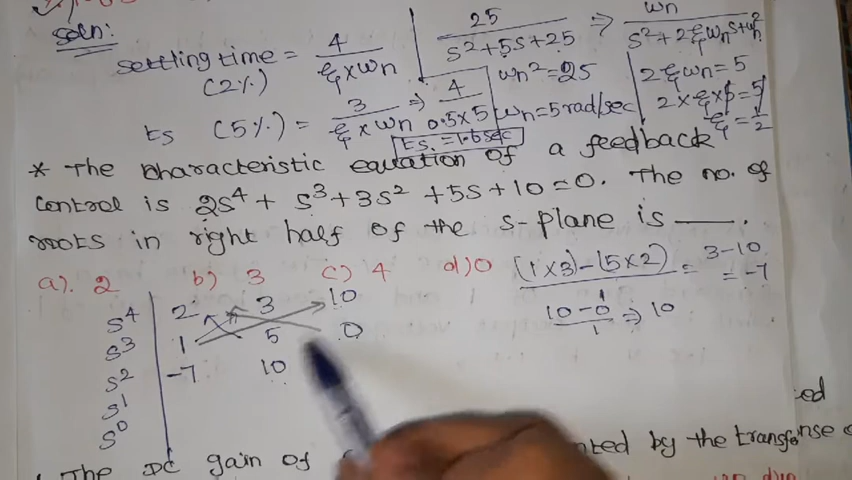 Soln:
settling time = 4 / ξ×ωn
(2%)
ts (5%) = 3 / ξ×ωn ⇒ 4 / 0.5×5
ts = 1.6sec
25 / s²+5s+25 ⇒ ωn / s²+2ξωns+ωn²
ωn² = 25
ωn = 5 rad/sec
2ξωn = 5
2×ξ×5 = 5
ξ = 1/2
* The characteristic equation of a feedback
control is 2s⁴ + s³ + 3s² + 5s + 10 = 0. The no. of
roots in right half of the s-plane is ___.
a). 2 b) 3 c) 4 d) 0
(1×3)-(5×2) = 3-10
= -7
10-0 / 1 ⇒ 10
s⁴ 2 3 10
s³ 1 5 0
s² -7 10
s¹
s⁰
The DC gain of
by the transfer